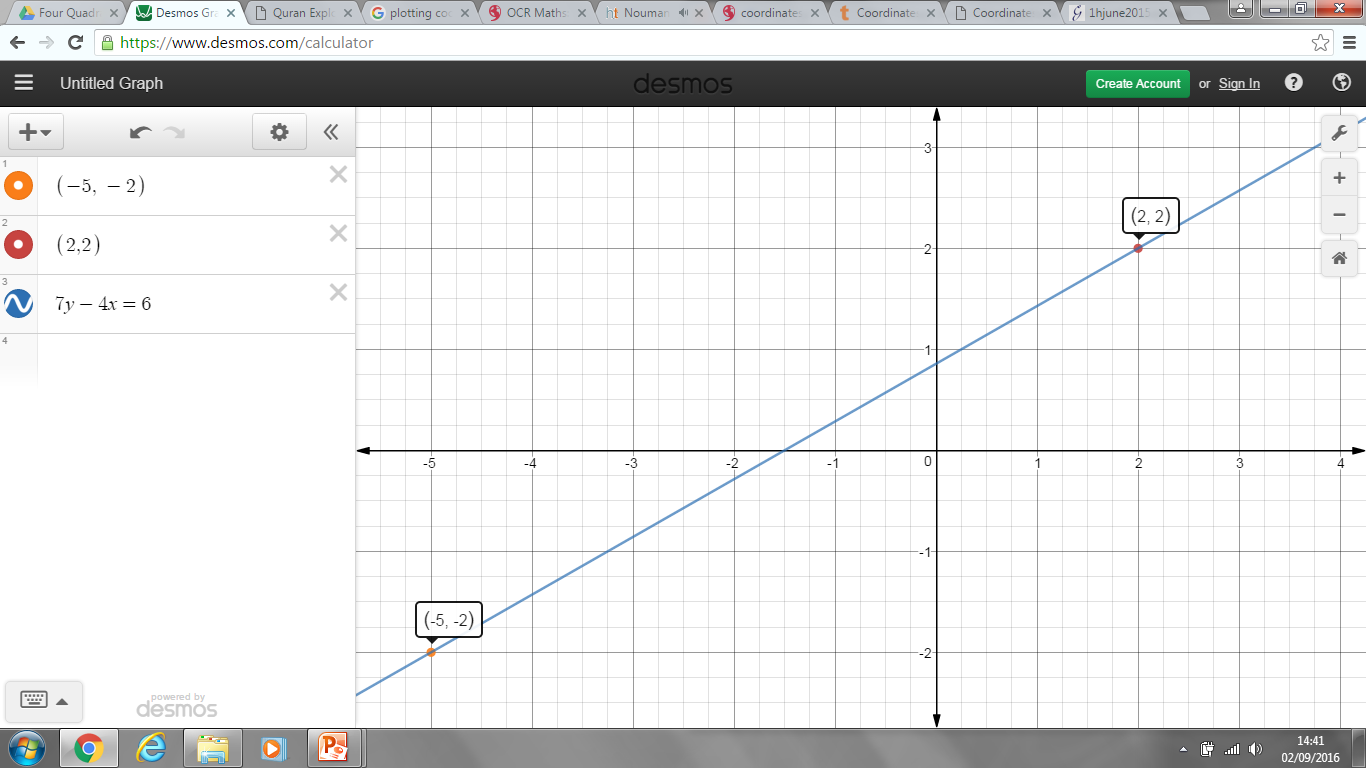 Four Quadr
Desmos Gra
Quran Expl
plotting co
OCR Maths
Nouman
coordinates
Coordinate
Coordinate
1hjune2015
https://www.desmos.com/calculator
Untitled Graph
desmos
Create Account or Sign In
?
1
(−5, −2)
2
(2,2)
3
7y − 4x = 6
4
3
2
1
0
-1
-2
-5
-4
-3
-2
-1
1
2
3
4
(2, 2)
(-5, -2)
powered by
desmos
14:41
02/09/2016